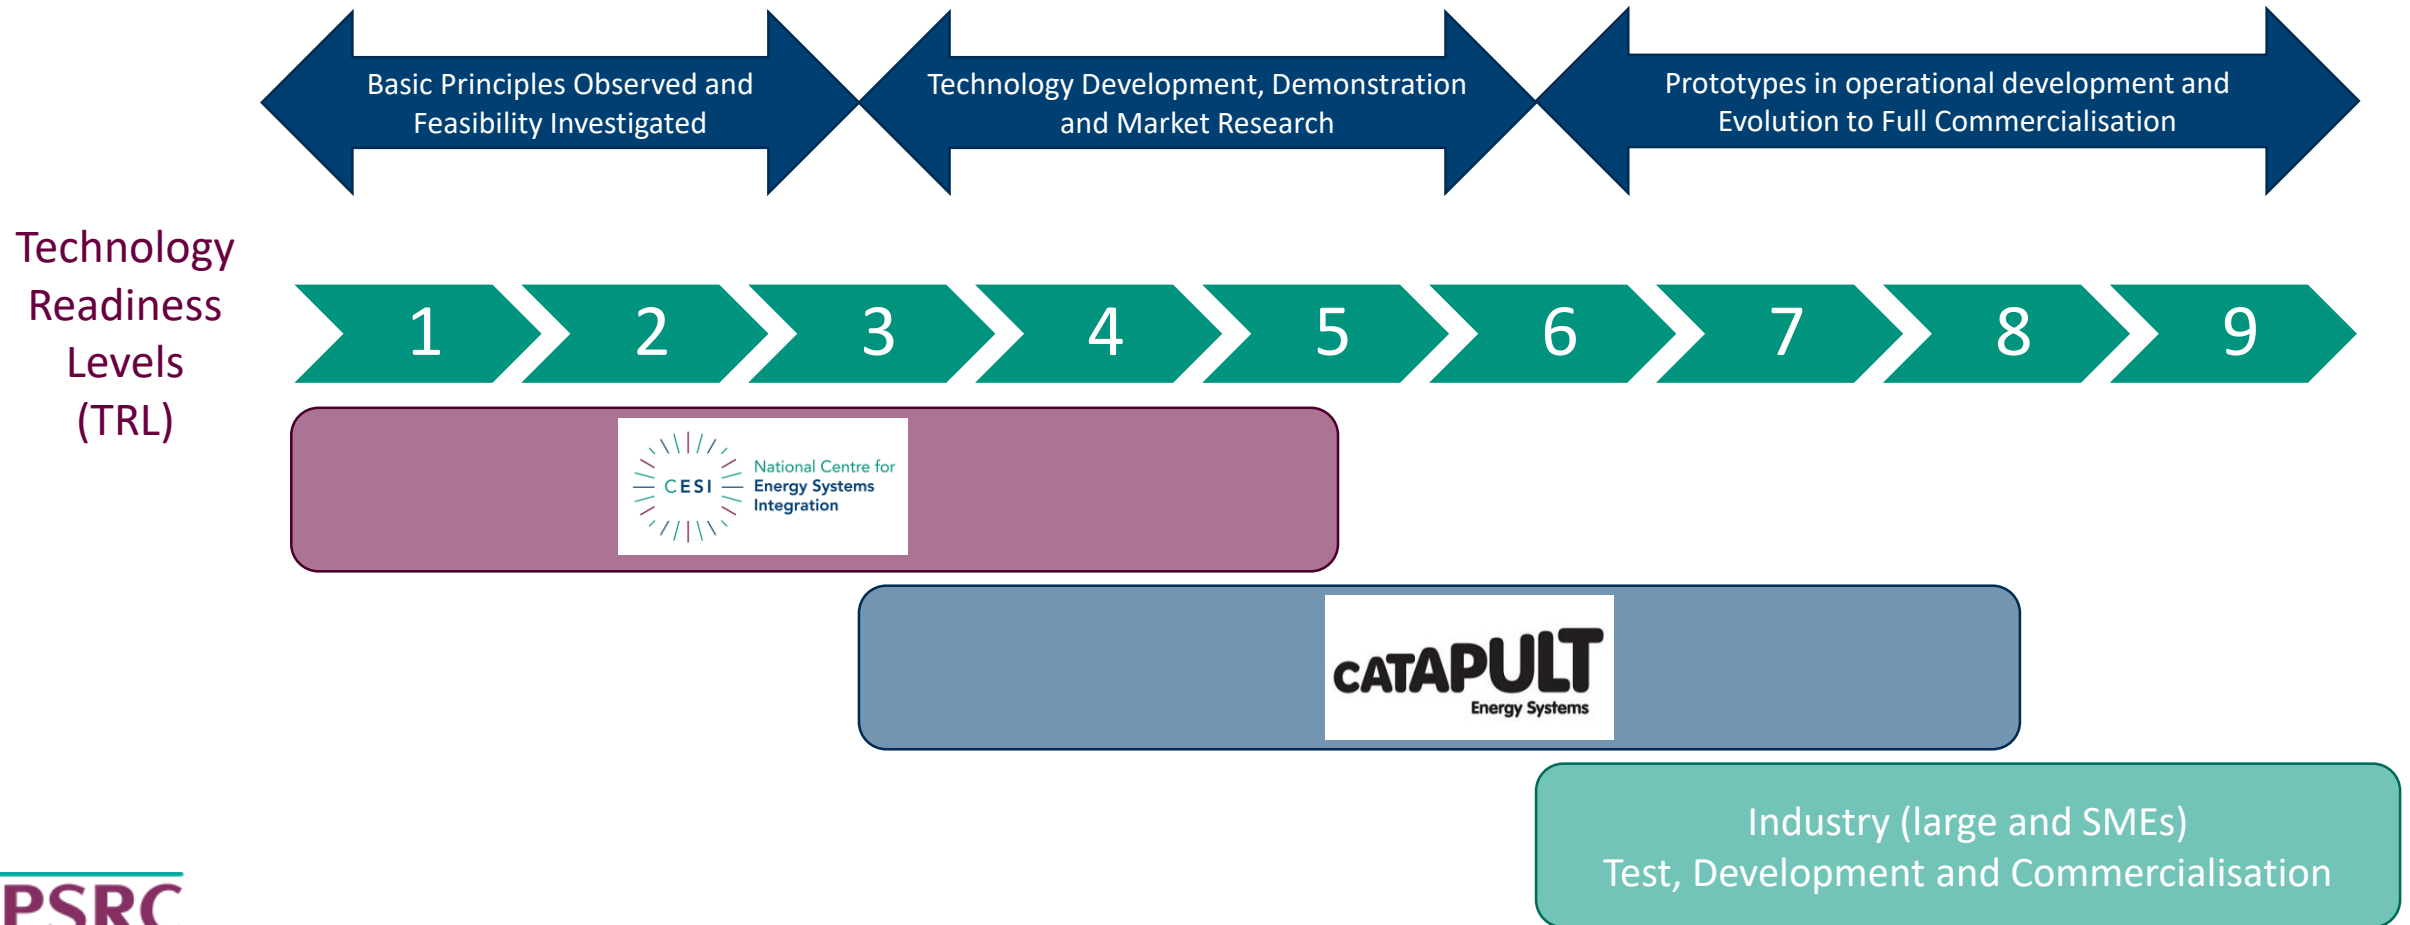 Basic Principles Observed and
Feasibility Investigated
Technology Development, Demonstration
and Market Research
Prototypes in operational development and
Evolution to Full Commercialisation
Technology
Readiness
Levels
(TRL)
1 2 3 4 5 6 7 8 9
CESI
National Centre for
Energy Systems
Integration
CATAPULT
Energy Systems
Industry (large and SMEs)
Test, Development and Commercialisation
PSRC